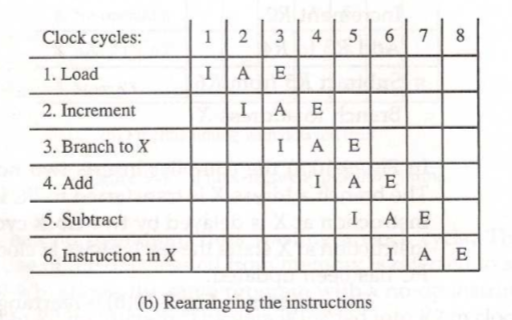 Clock cycles: 1 2 3 4 5 6 7 8
1. Load I A E
2. Increment I A E
3. Branch to X I A E
4. Add I A E
5. Subtract I A E
6. Instruction in X I A E
(b) Rearranging the instructions